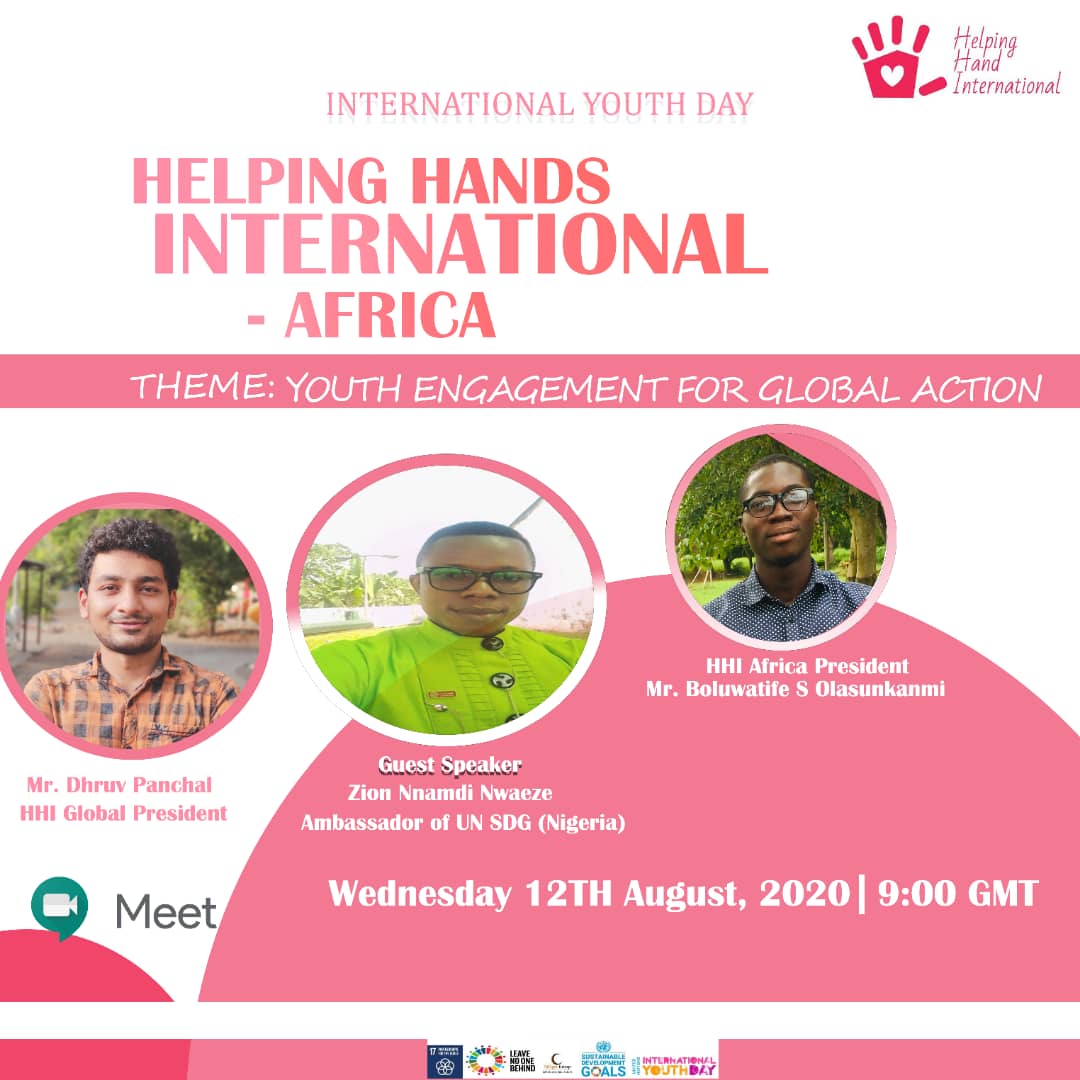 Helping
Hand
International
INTERNATIONAL YOUTH DAY
HELPING HANDS
INTERNATIONAL
- AFRICA
THEME: YOUTH ENGAGEMENT FOR GLOBAL ACTION
HHI Africa President
Mr. Boluwatife S Olasunkanmi
Guest Speaker
Zion Nnamdi Nwaeze
Ambassador of UN SDG (Nigeria)
Mr. Dhruv Panchal
HHI Global President
Meet
Wednesday 12TH August, 2020 | 9:00 GMT
17
LEAVE
NO ONE
BEHIND
SUSTAINABLE
DEVELOPMENT
GOALS
INTERNATIONAL
YOUTH DAY